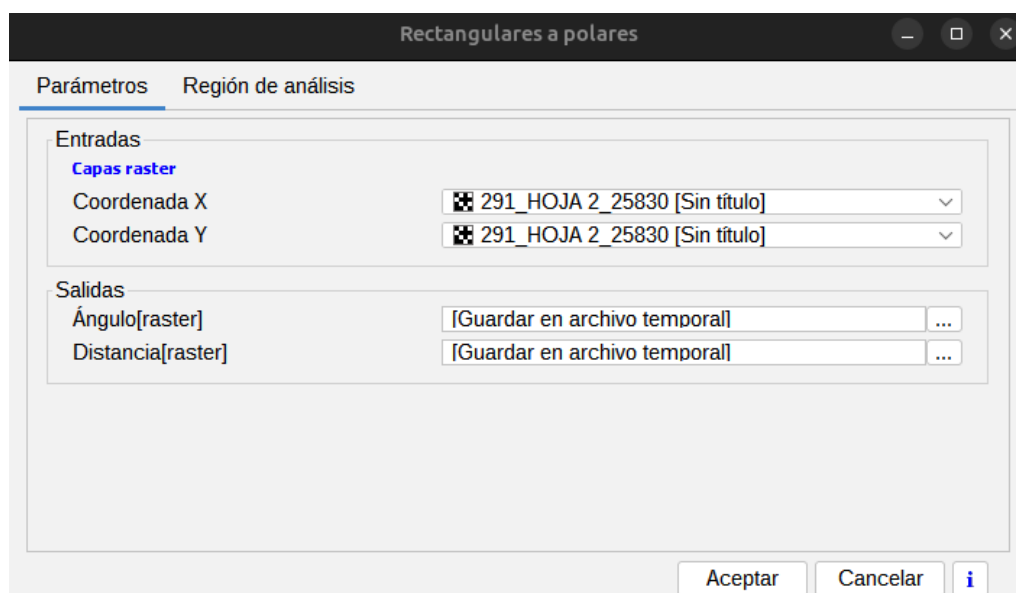 Rectangulares a polares
Parámetros Región de análisis
Entradas
Capas raster
Coordenada X 291_HOJA 2_25830 [Sin título]
Coordenada Y 291_HOJA 2_25830 [Sin título]
Salidas
Ángulo[raster] [Guardar en archivo temporal] ...
Distancia[raster] [Guardar en archivo temporal] ...
Aceptar Cancelar i